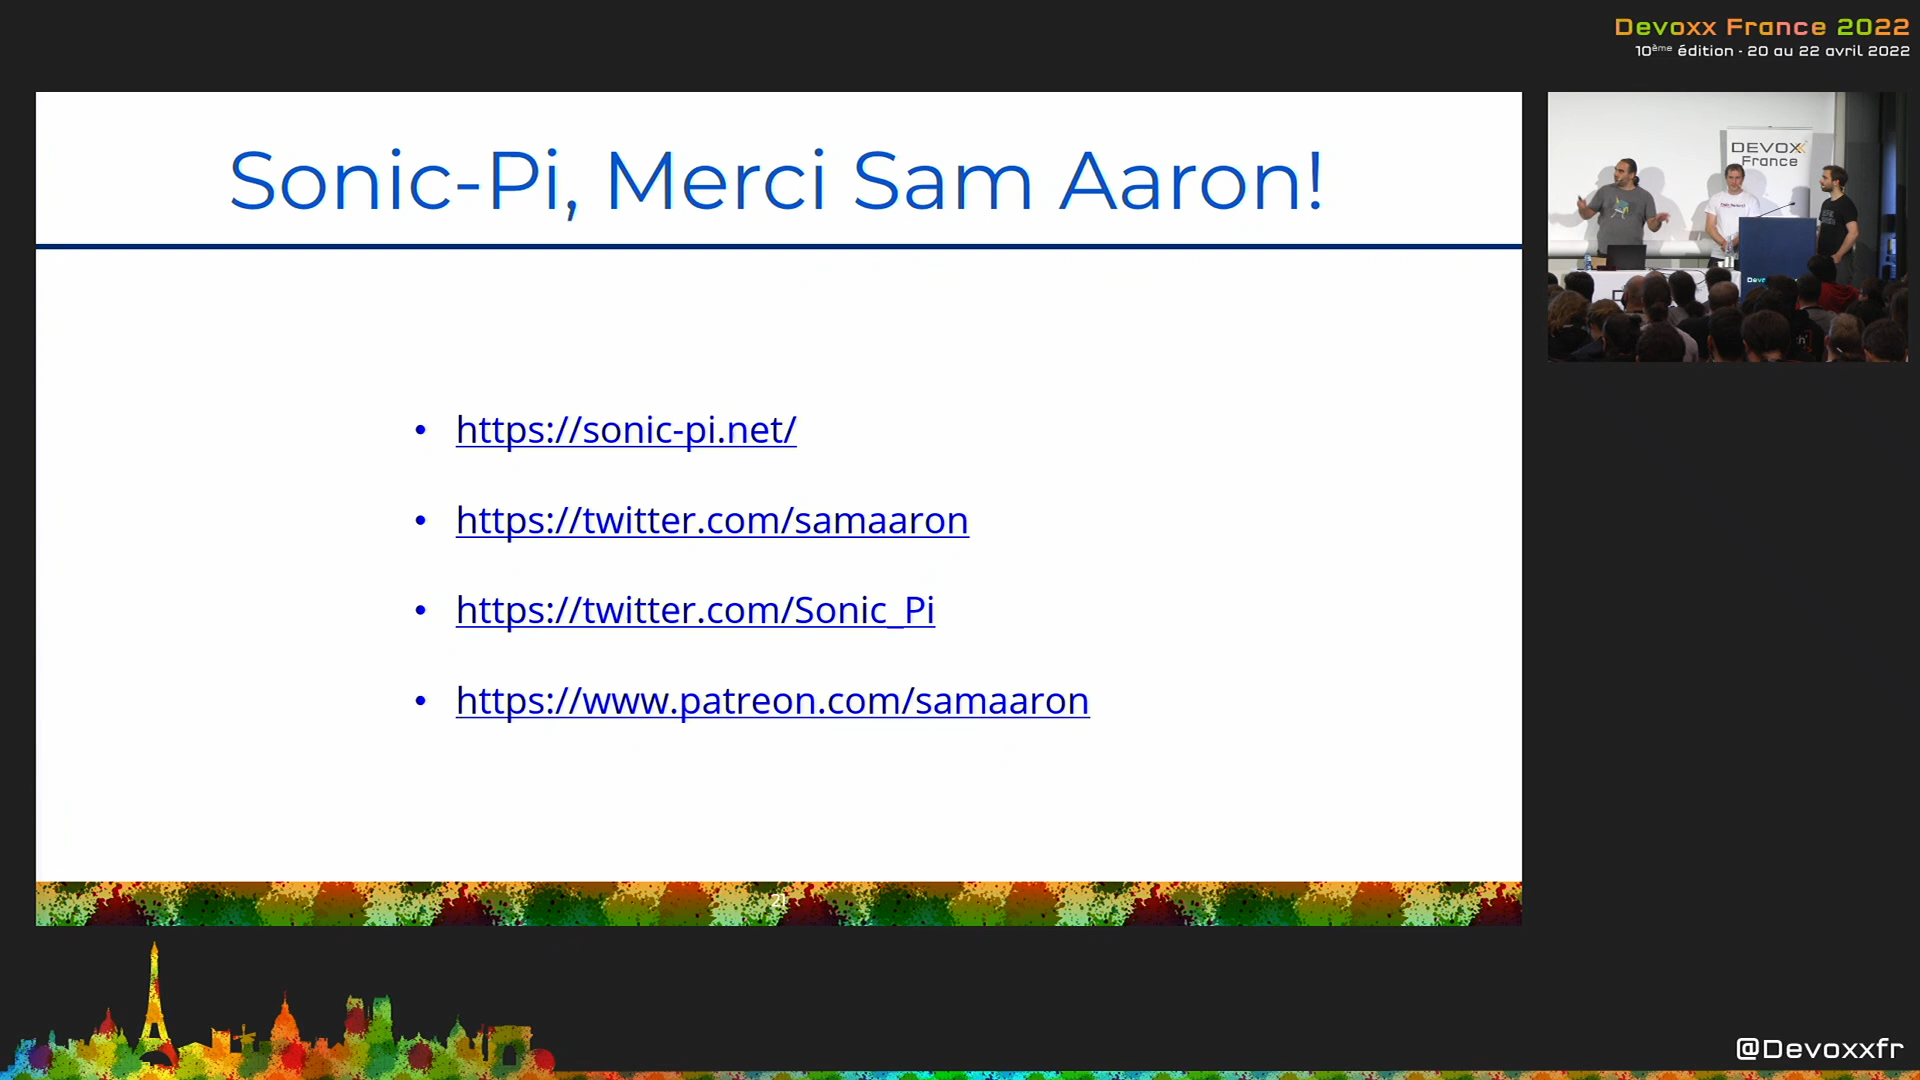 Devoxx France 2022
10ème édition - 20 au 22 avril 2022
Sonic-Pi, Merci Sam Aaron!
DEVOXX
France
• https://sonic-pi.net/
• https://twitter.com/samaaron
• https://twitter.com/Sonic_Pi
• https://www.patreon.com/samaaron
21
@Devoxxfr